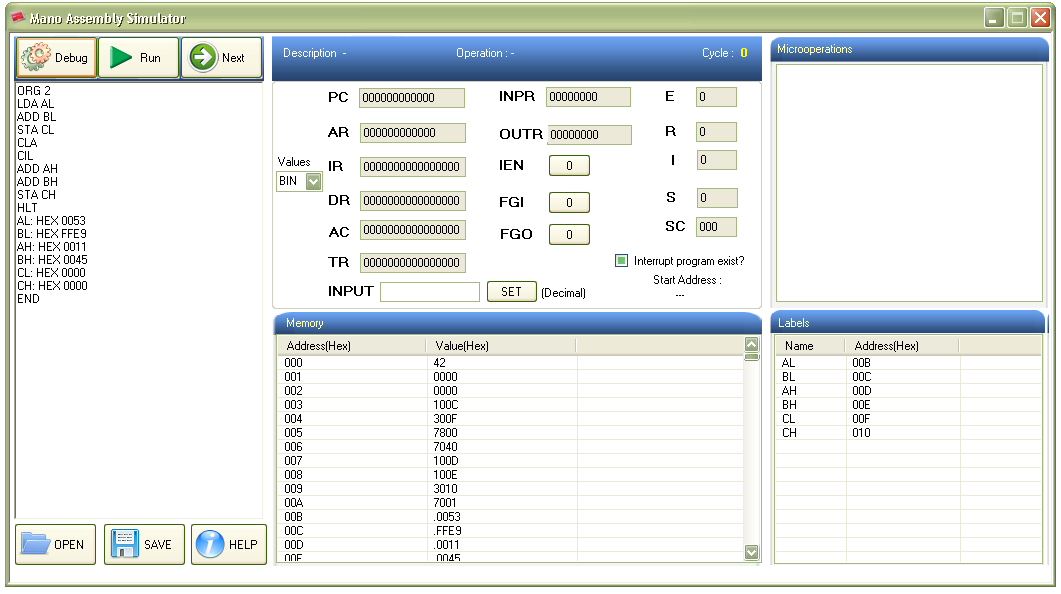 Mano Assembly Simulator
Debug
Run
Next
ORG 2
LDA AL
ADD BL
STA CL
CLA
CIL
ADD AH
ADD BH
STA CH
HLT
AL: HEX 0053
BL: HEX FFE9
AH: HEX 0011
BH: HEX 0045
CL: HEX 0000
CH: HEX 0000
END
OPEN
SAVE
HELP
Description -
Operation : -
Cycle : 0
Values
BIN
PC 000000000000
AR 000000000000
IR 0000000000000000
DR 0000000000000000
AC 0000000000000000
TR 0000000000000000
INPUT
SET
(Decimal)
INPR 00000000
OUTR 00000000
IEN 0
FGI 0
FGO 0
E 0
R 0
I 0
S 0
SC 000
Interrupt program exist?
Start Address :
...
Memory
Address(Hex) Value(Hex)
000 42
001 0000
002 0000
003 100C
004 300F
005 7800
006 7040
007 100D
008 100E
009 3010
00A 7001
00B .0053
00C .FFE9
00D .0011
00E .0045
Microoperations
Labels
Name Address(Hex)
AL 00B
BL 00C
AH 00D
BH 00E
CL 00F
CH 010